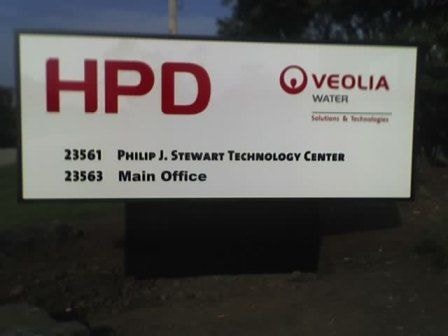 HPD
VEOLIA
WATER
Solutions & Technologies
23561 PHILIP J. STEWART TECHNOLOGY CENTER
23563 Main Office